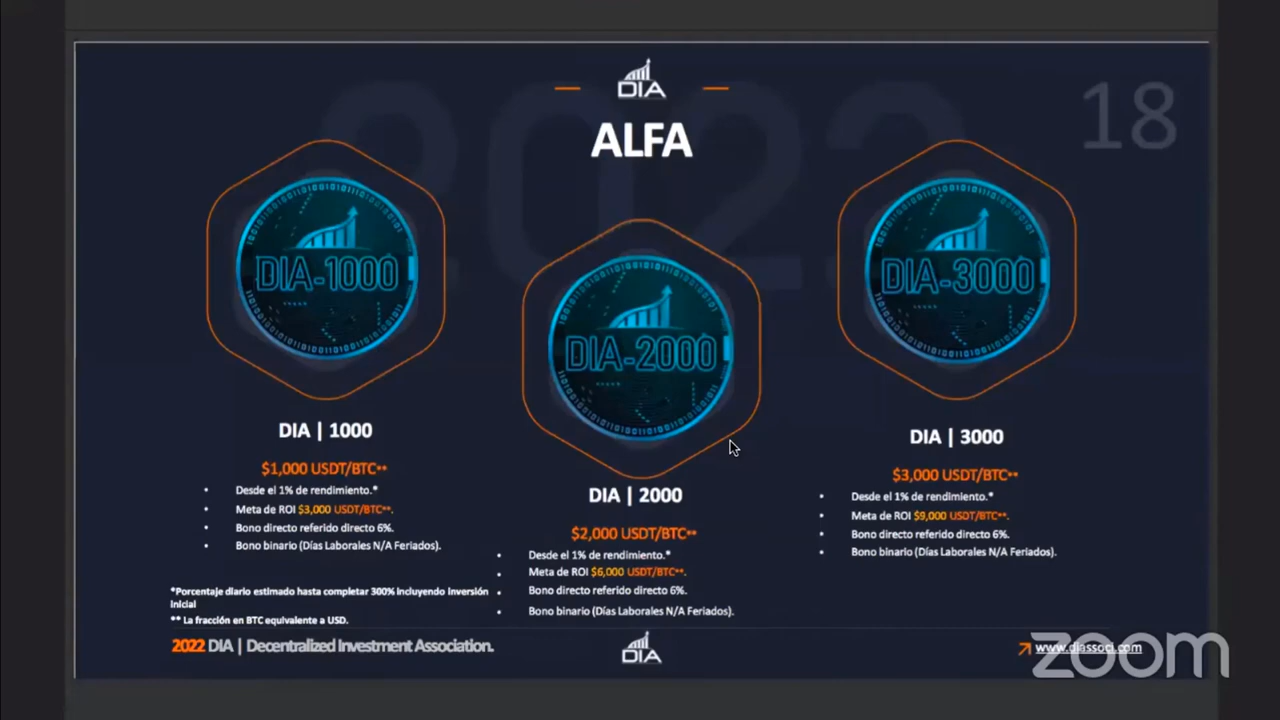 2022
18
DIA
ALFA
DIA-1000
DIA-2000
DIA-3000
DIA | 1000
$1,000 USDT/BTC**
• Desde el 1% de rendimiento.*
• Meta de ROI $3,000 USDT/BTC**.
• Bono directo referido directo 6%.
• Bono binario (Días Laborales N/A Feriados).
DIA | 2000
$2,000 USDT/BTC**
• Desde el 1% de rendimiento.*
• Meta de ROI $6,000 USDT/BTC**.
• Bono directo referido directo 6%.
• Bono binario (Días Laborales N/A Feriados).
DIA | 3000
$3,000 USDT/BTC**
• Desde el 1% de rendimiento.*
• Meta de ROI $9,000 USDT/BTC**.
• Bono directo referido directo 6%.
• Bono binario (Días Laborales N/A Feriados).
*Porcentaje diario estimado hasta completar 300% incluyendo Inversión
Inicial
** La fracción en BTC equivalente a USD.
2022 DIA | Decentralized Investment Association.
DIA
www.diassoci.com
zoom